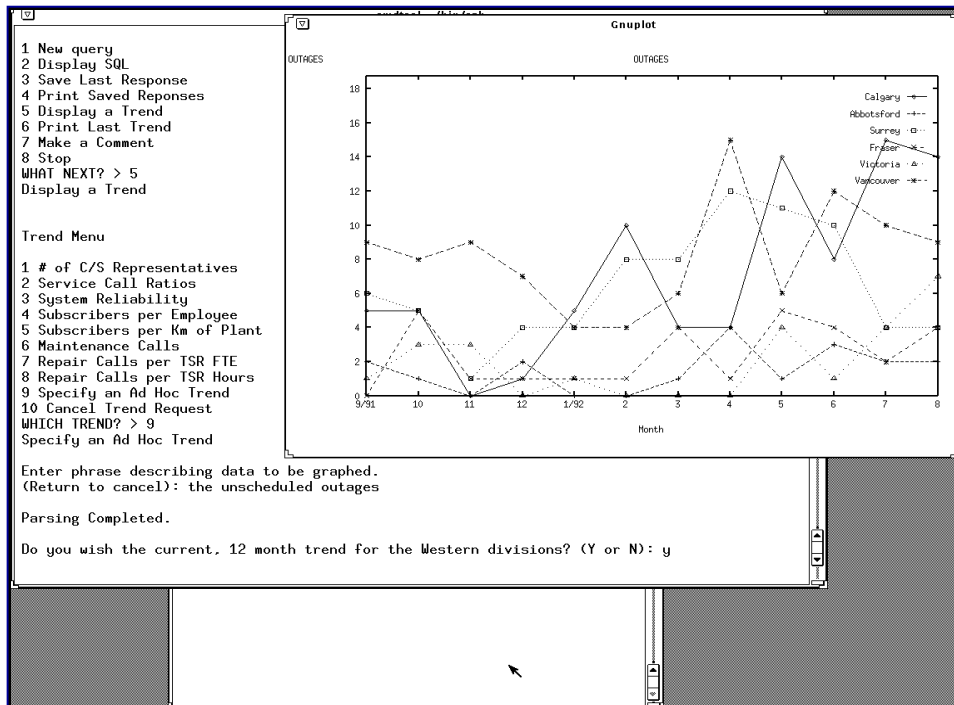 1 New query
2 Display SQL
3 Save Last Response
4 Print Saved Reponses
5 Display a Trend
6 Print Last Trend
7 Make a Comment
8 Stop
WHAT NEXT? > 5
Display a Trend
Trend Menu
1 # of C/S Representatives
2 Service Call Ratios
3 System Reliability
4 Subscribers per Employee
5 Subscribers per Km of Plant
6 Maintenance Calls
7 Repair Calls per TSR FTE
8 Repair Calls per TSR Hours
9 Specify an Ad Hoc Trend
10 Cancel Trend Request
WHICH TREND? > 9
Specify an Ad Hoc Trend
Enter phrase describing data to be graphed.
(Return to cancel): the unscheduled outages
Parsing Completed.
Do you wish the current, 12 month trend for the Western divisions? (Y or N): y
Gnuplot
OUTAGES OUTAGES
18
16
14
12
10
8
6
4
2
0
Calgary
Abbotsford
Surrey
Fraser
Victoria
Vancouver
9/91 10 11 12 1/92 2 3 4 5 6 7 8
Month